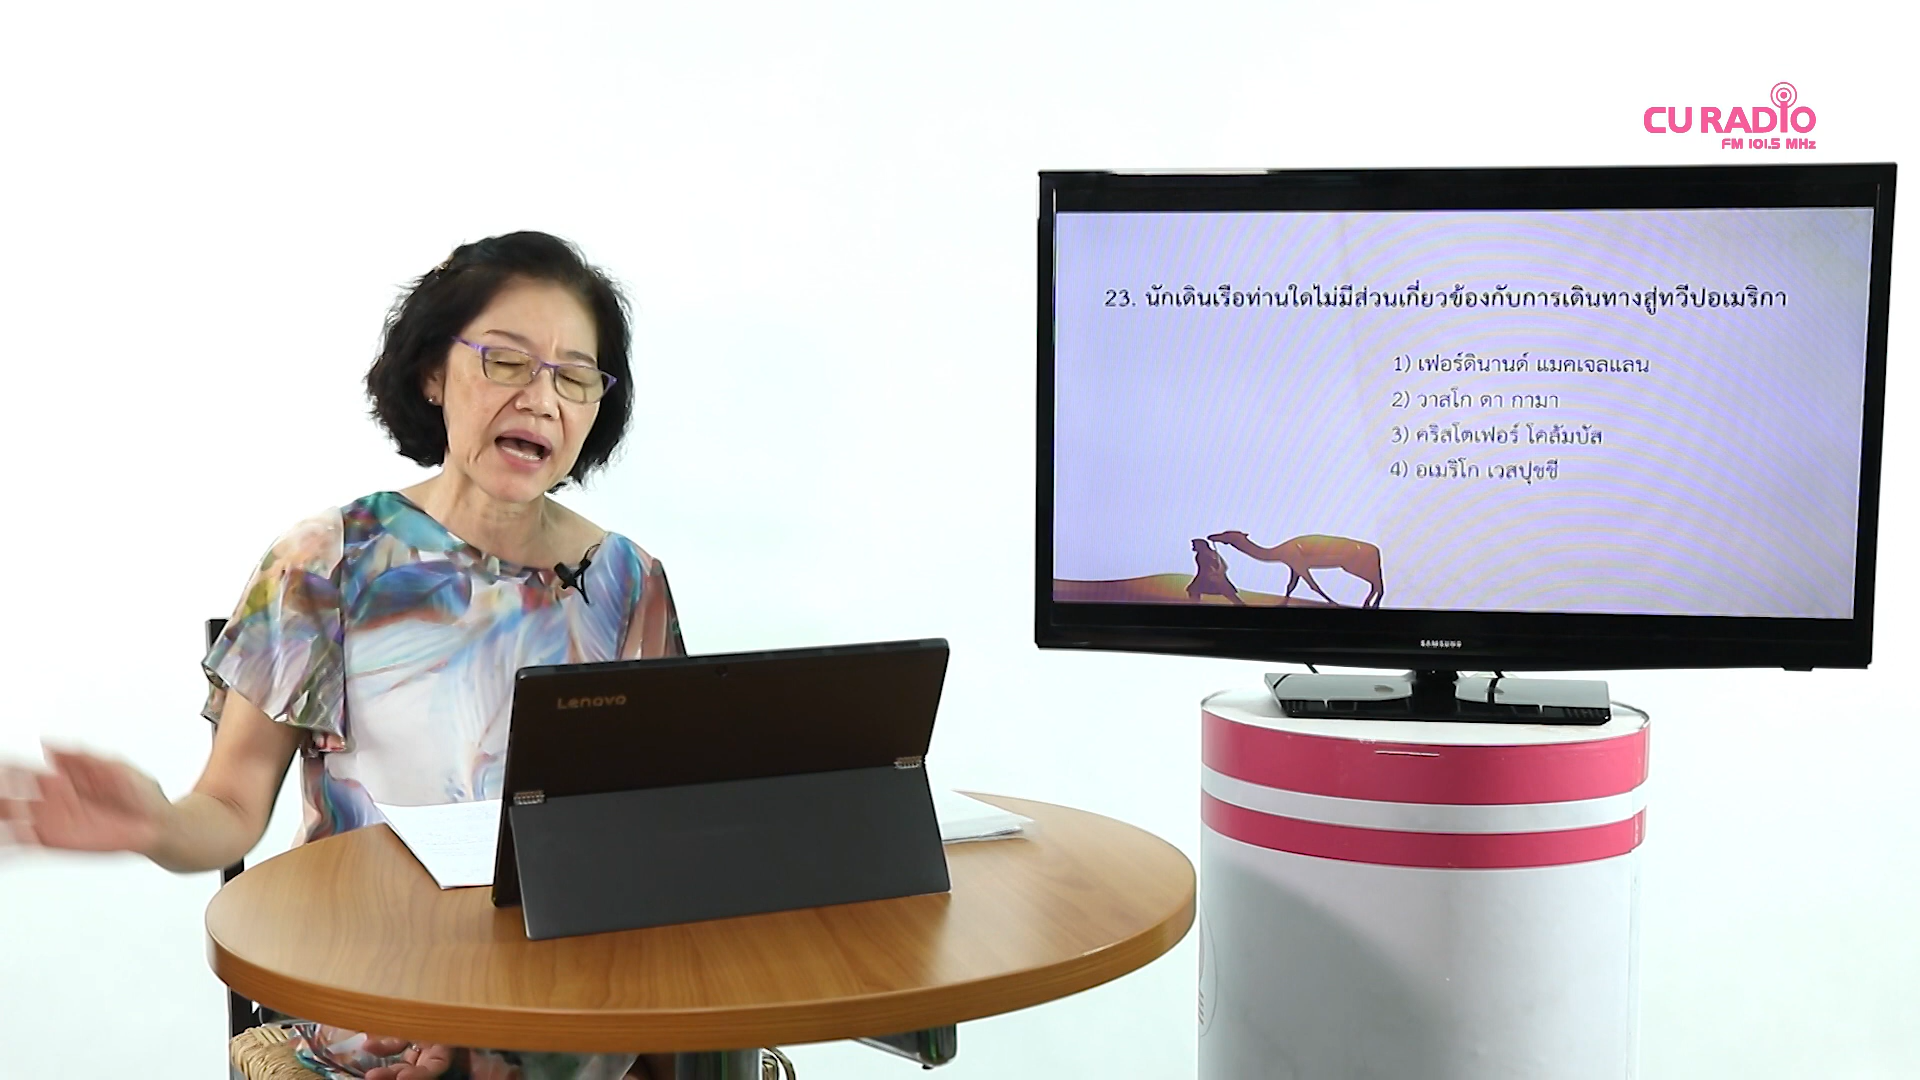 CU RADIO
FM 101.5 MHz
23. นักเดินเรือท่านใดไม่มีส่วนเกี่ยวข้องกับการเดินทางสู่ทวีปอเมริกา
1) เฟอร์ดินานด์ แมคเจลแลน
2) วาสโก ดา กามา
3) คริสโตเฟอร์ โคลัมบัส
4) อเมริโก เวสปุชชี
SAMSUNG
Lenovo